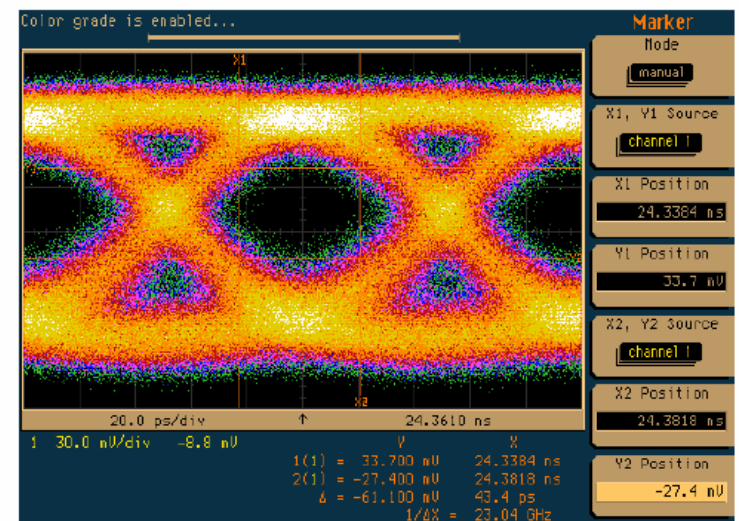 Color grade is enabled...
Marker
Mode
manual
X1, Y1 Source
channel 1
X1 Position
24.3384 ns
Y1 Position
33.7 mV
X2, Y2 Source
channel 1
X2 Position
24.3818 ns
Y2 Position
-27.4 mV
X1
X2
20.0 ps/div ↑ 24.3610 ns
1 30.0 mV/div -8.8 mV Y X
1(1) = 33.700 mV 24.3384 ns
2(1) = -27.400 mV 24.3818 ns
Δ = -61.100 mV 43.4 ps
1/ΔX = 23.04 GHz